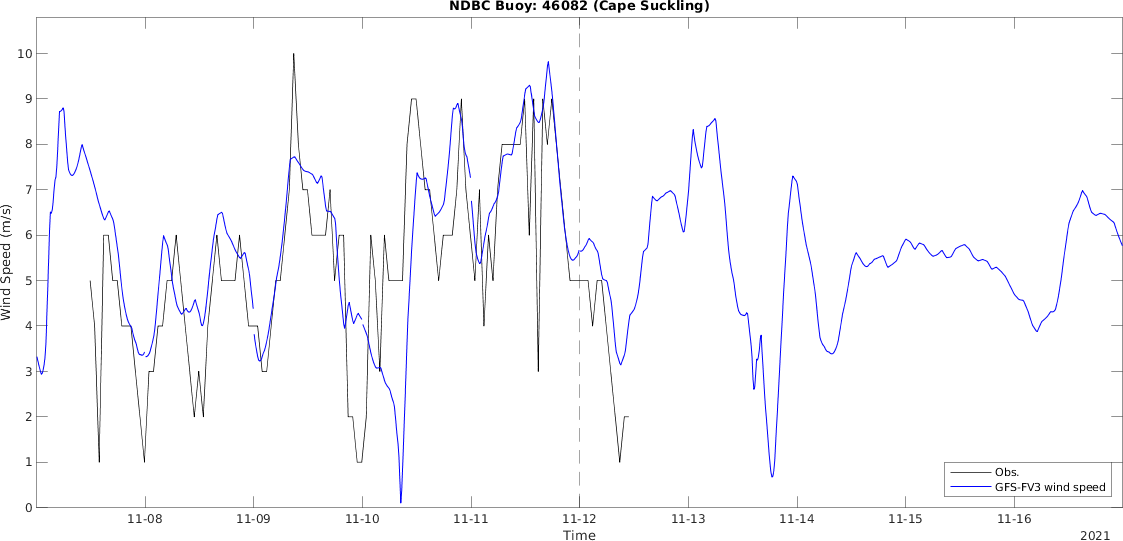 NDBC Buoy: 46082 (Cape Suckling)
Wind Speed (m/s)
10
9
8
7
6
5
4
3
2
1
0
11-08 11-09 11-10 11-11 11-12 11-13 11-14 11-15 11-16
Time
2021
Obs.
GFS-FV3 wind speed